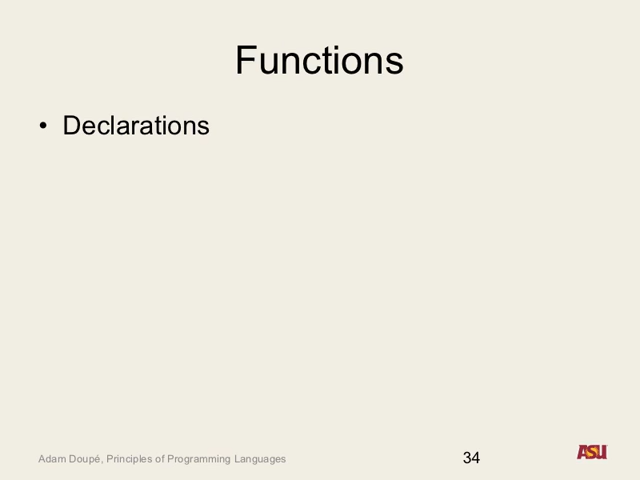 Functions
• Declarations
Adam Doupé, Principles of Programming Languages
34
ASU